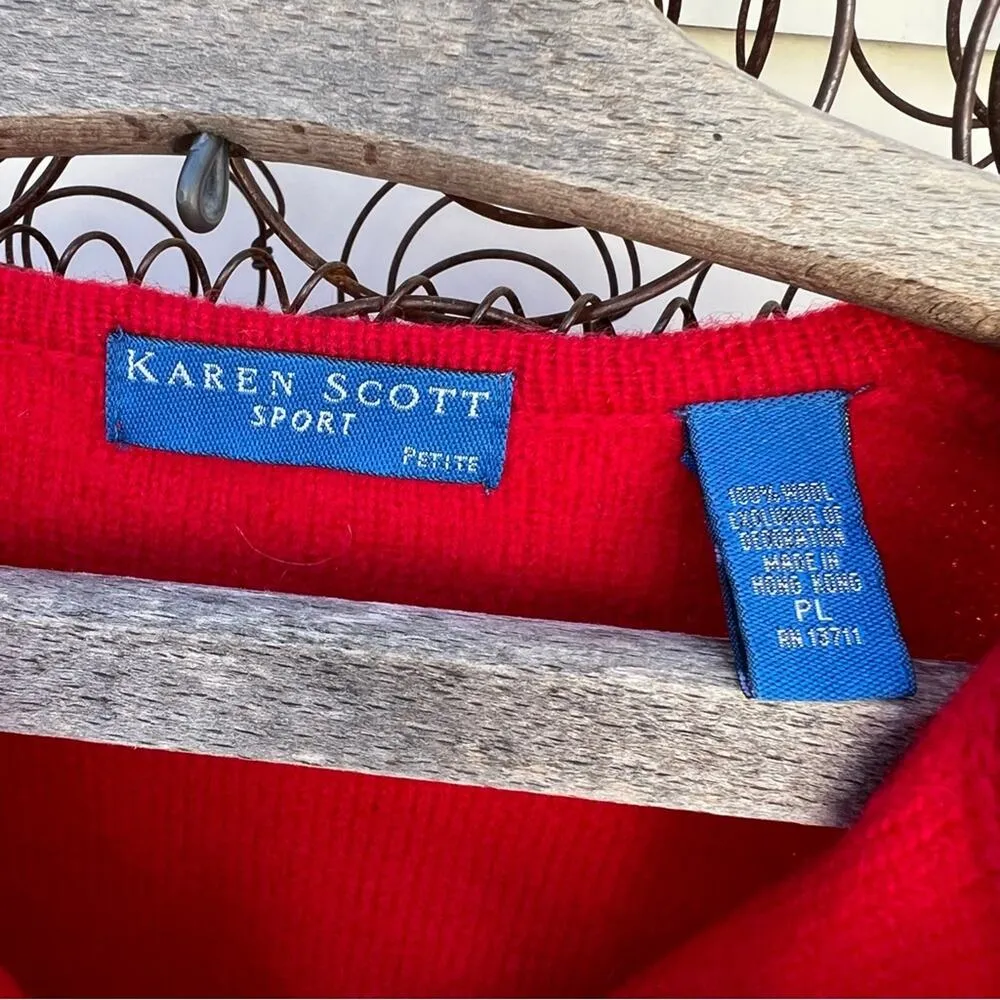 KAREN SCOTT
SPORT
PETITE
100% WOOL
EXCLUSIVE OF
DECORATION
MADE IN
HONG KONG
PL
RN 13711